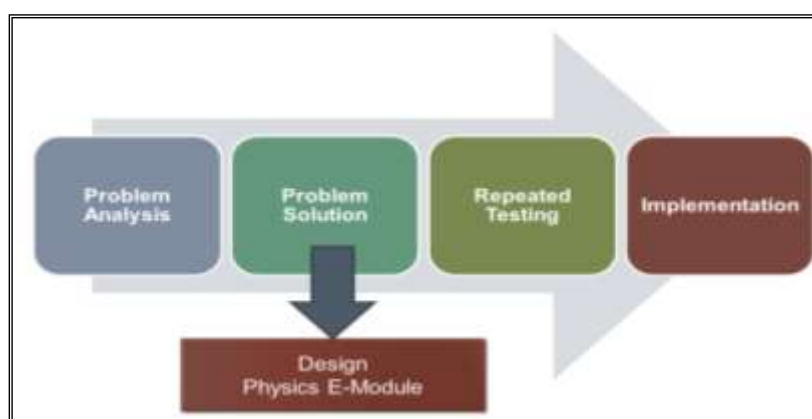 Problem
Analysis
Problem
Solution
Repeated
Testing
Implementation
Design
Physics E-Module